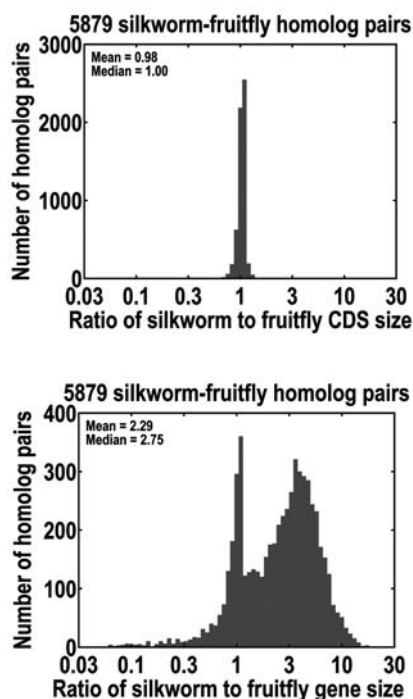 5879 silkworm-fruitfly homolog pairs
Number of homolog pairs
3000
2000
1000
0
Mean = 0.98
Median = 1.00
0.03 0.1 0.3 1 3 10 30
Ratio of silkworm to fruitfly CDS size
5879 silkworm-fruitfly homolog pairs
Number of homolog pairs
400
300
200
100
0
Mean = 2.29
Median = 2.75
0.03 0.1 0.3 1 3 10 30
Ratio of silkworm to fruitfly gene size